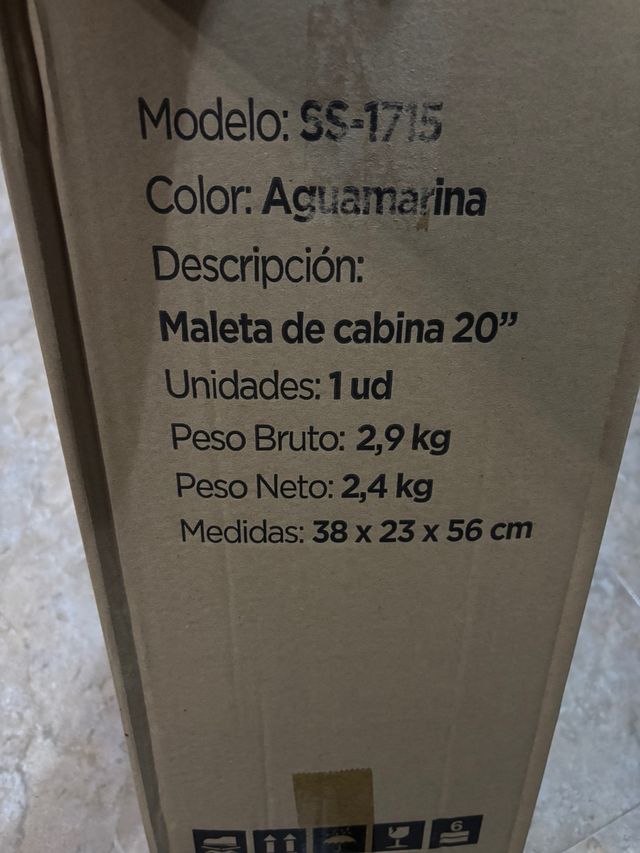 Modelo: SS-1715
Color: Aguamarina
Descripción:
Maleta de cabina 20”
Unidades: 1 ud
Peso Bruto: 2,9 kg
Peso Neto: 2,4 kg
Medidas: 38 x 23 x 56 cm
6